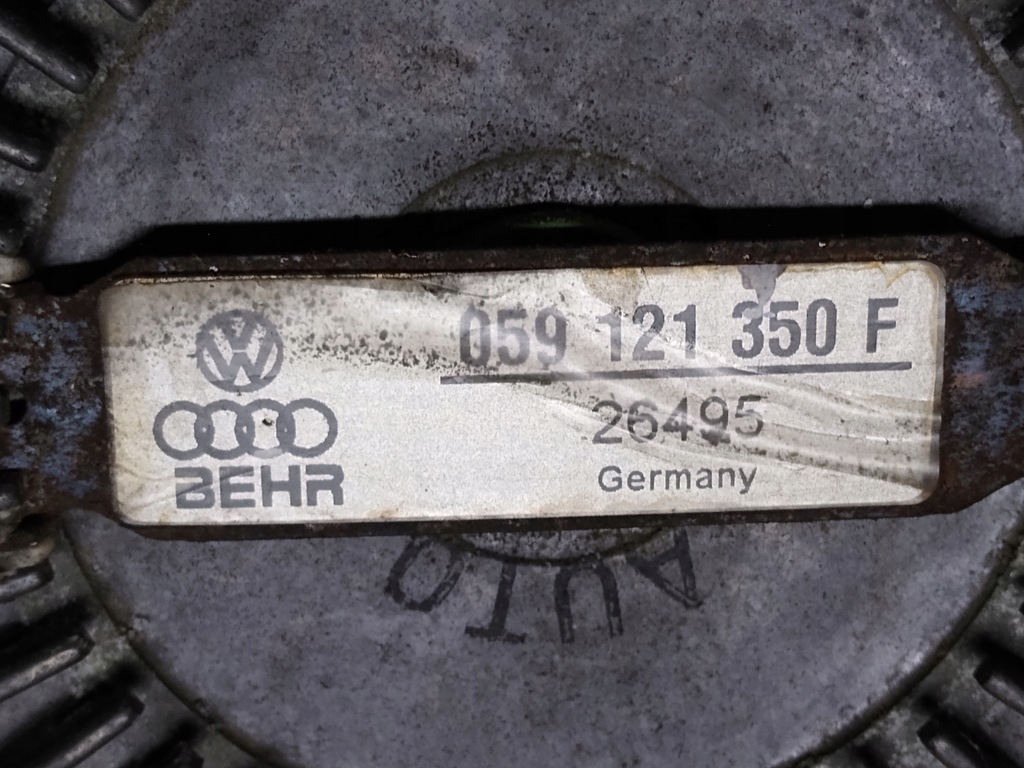 059 121 350 F
26495
Germany
BEHR
AUTO